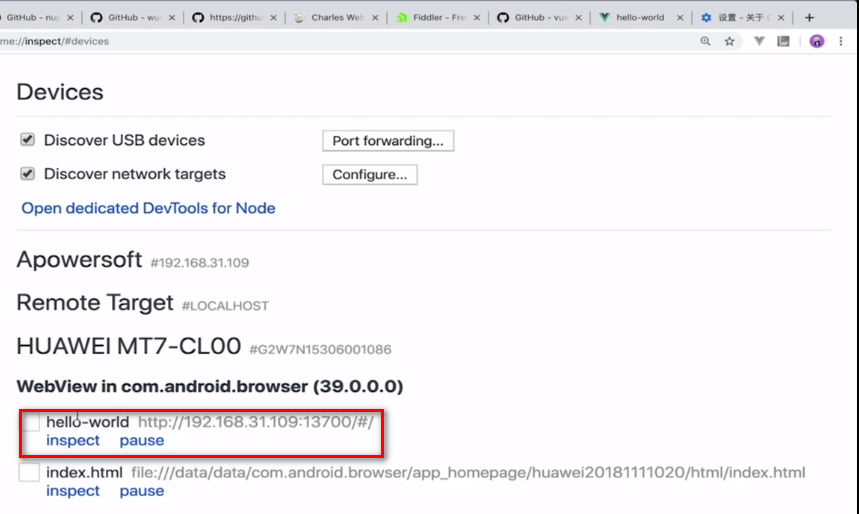 GitHub - nup
GitHub - wu
https://githu
Charles Web
Fiddler - Fre
GitHub - vue
hello-world
设置 - 关于 C
me://inspect/#devices
Devices
Discover USB devices
Port forwarding...
Discover network targets
Configure...
Open dedicated DevTools for Node
Apowersoft #192.168.31.109
Remote Target #LOCALHOST
HUAWEI MT7-CL00 #G2W7N15306001086
WebView in com.android.browser (39.0.0.0)
hello-world http://192.168.31.109:13700/#/
inspect pause
index.html file:///data/data/com.android.browser/app_homepage/huawei20181111020/html/index.html
inspect pause